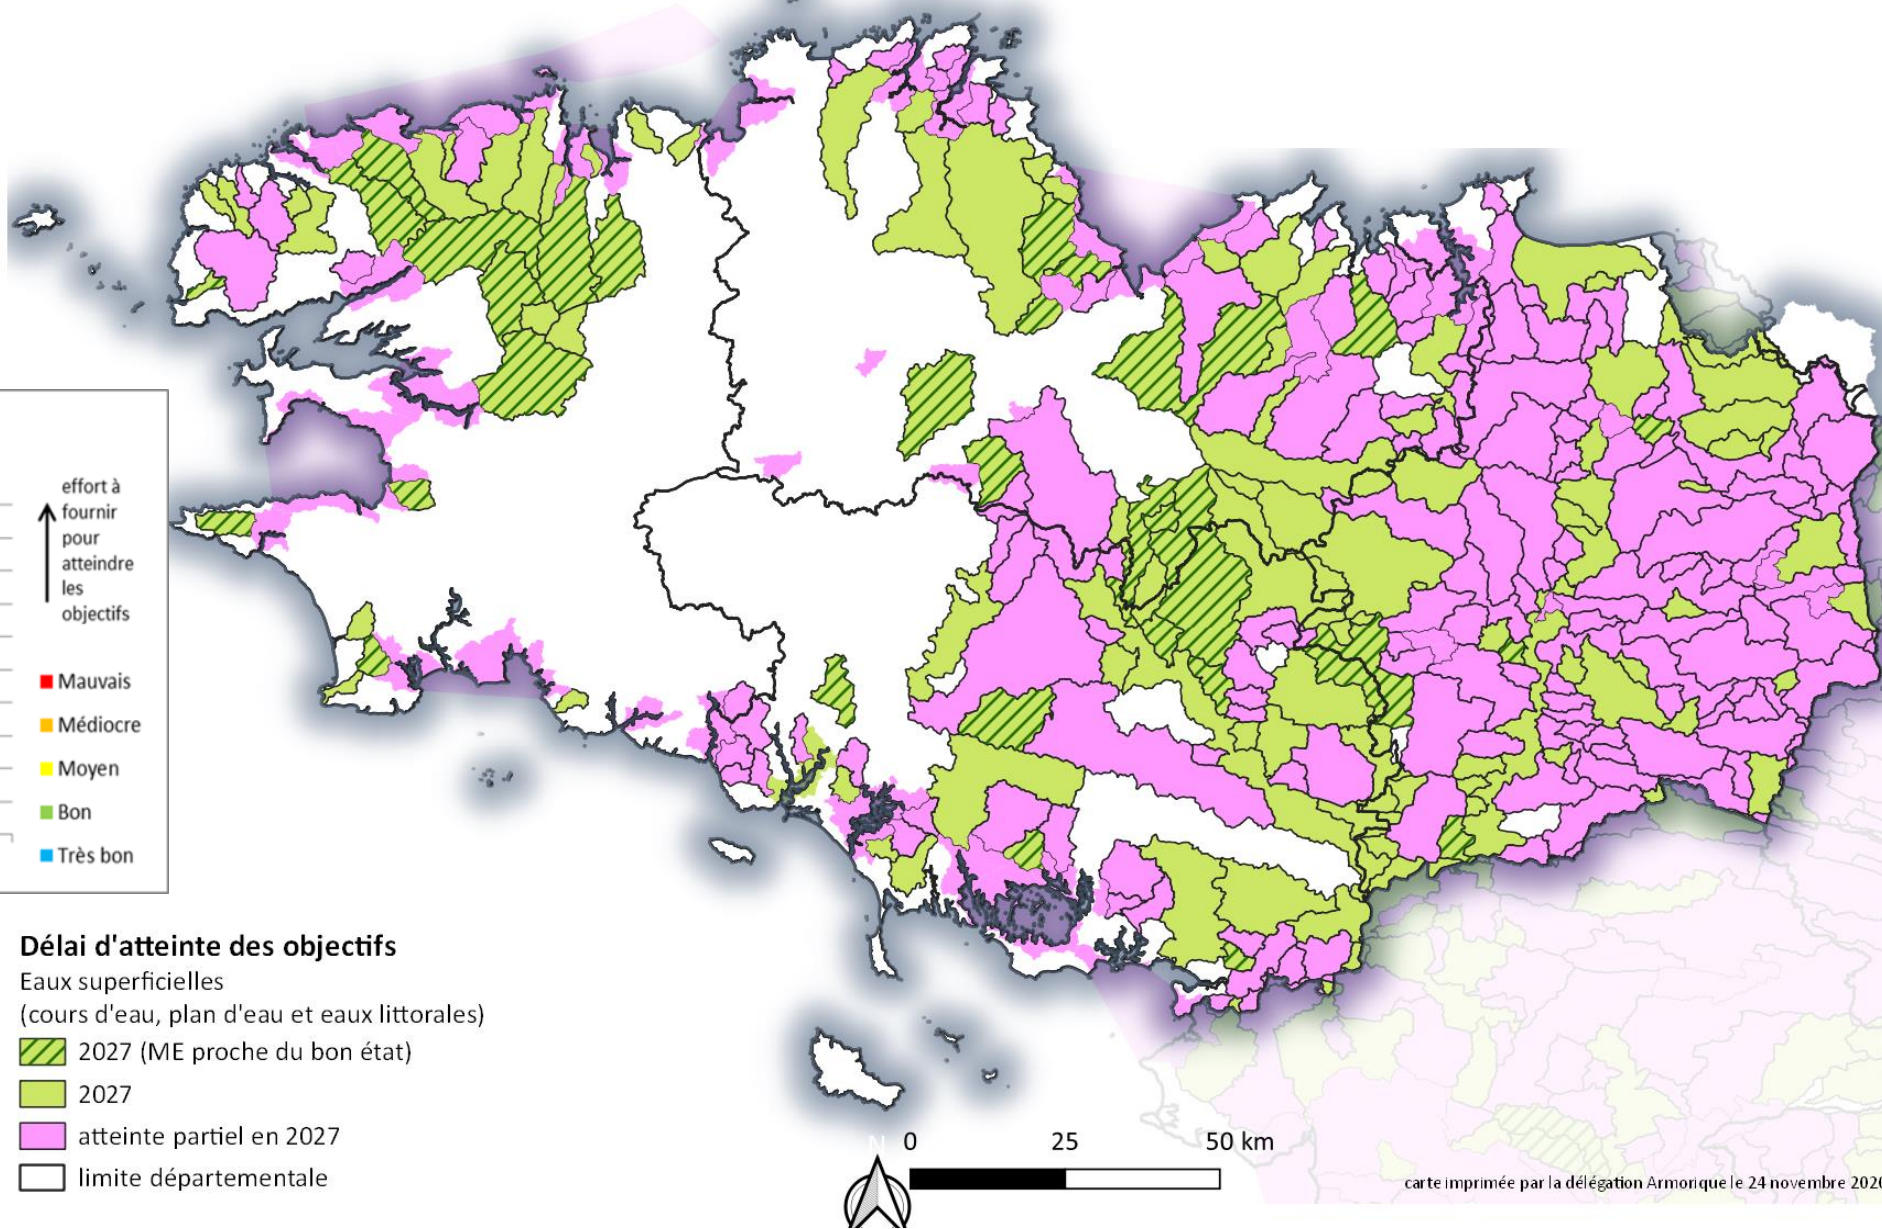 effort à
fournir
pour
atteindre
les
objectifs
Mauvais
Médiocre
Moyen
Bon
Très bon
Délai d'atteinte des objectifs
Eaux superficielles
(cours d'eau, plan d'eau et eaux littorales)
2027 (ME proche du bon état)
2027
atteinte partiel en 2027
limite départementale
N
0 25 50 km
carte imprimée par la délégation Armorique le 24 novembre 2020